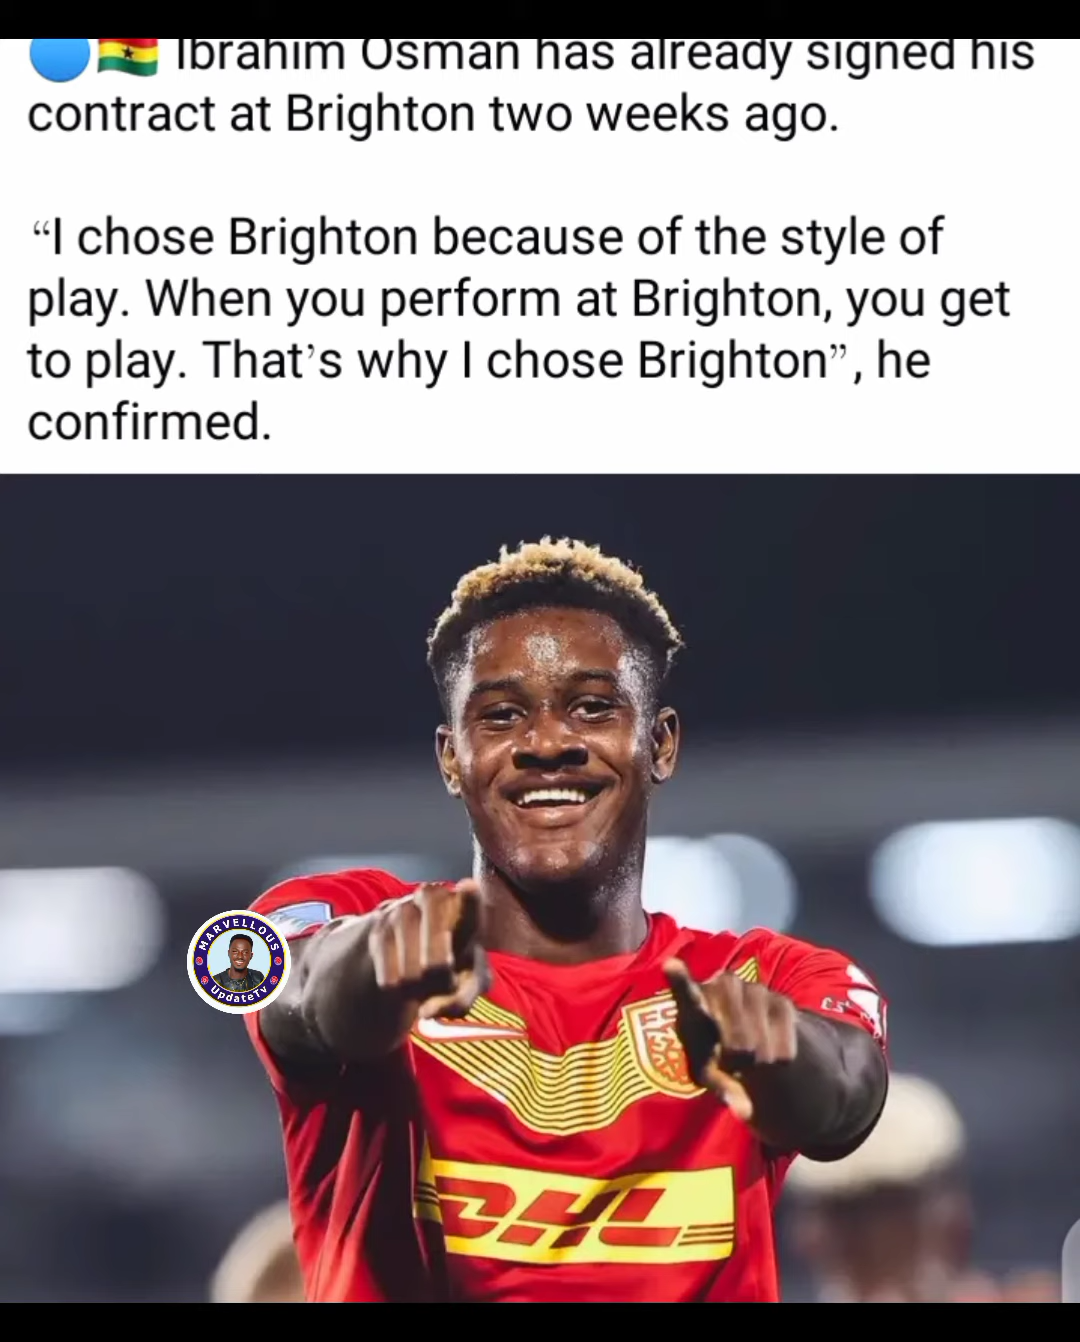 Ibrahim Osman has already signed his
contract at Brighton two weeks ago.
“I chose Brighton because of the style of
play. When you perform at Brighton, you get
to play. That’s why I chose Brighton”, he
confirmed.
MARVELLOUS
UpdateTv
DHL